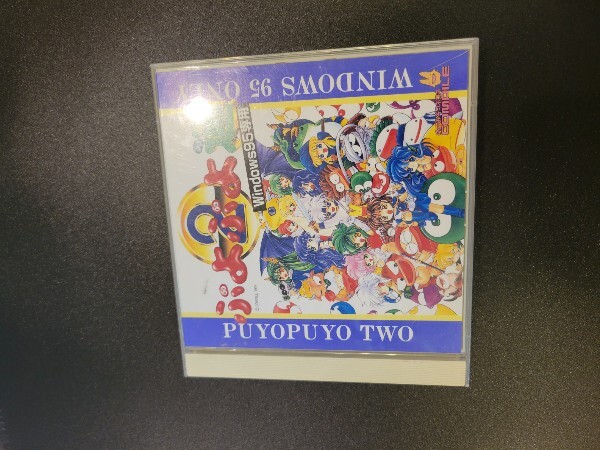 WINDOWS 95 ONLY
COMPILE
Windows95専用
ぷよぷよ
PUYOPUYO TWO